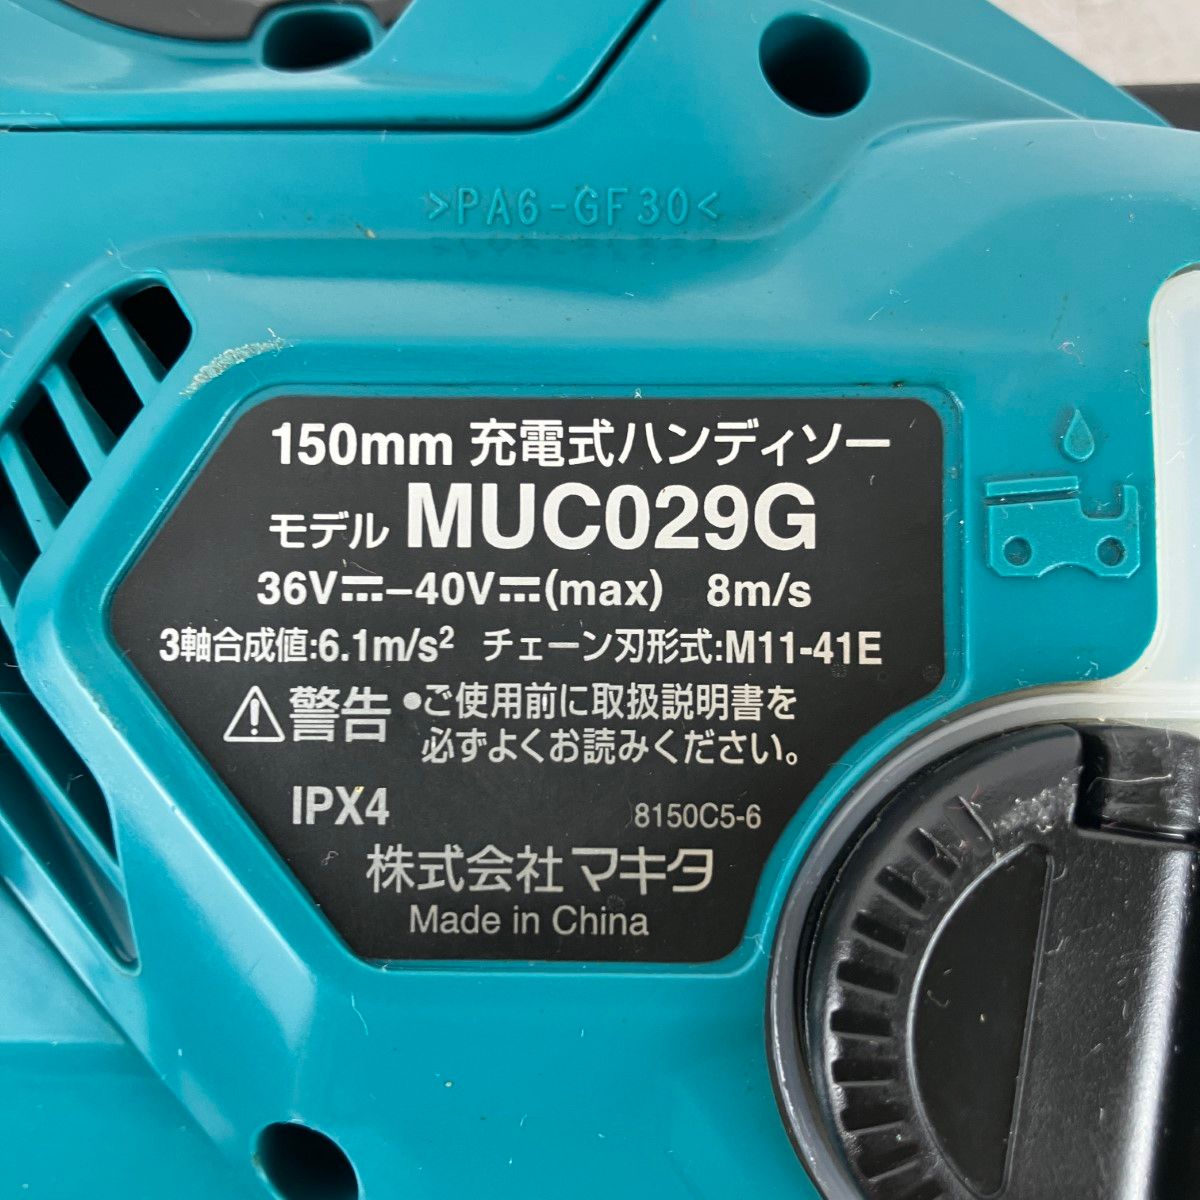 >PA6-GF30<
150mm 充電式ハンディソー
モデル MUC029G
36V⎓–40V⎓(max) 8m/s
3軸合成値:6.1m/s² チェーン刃形式:M11-41E
⚠警告 •ご使用前に取扱説明書を
必ずよくお読みください。
IPX4 8150C5-6
株式会社マキタ
Made in China